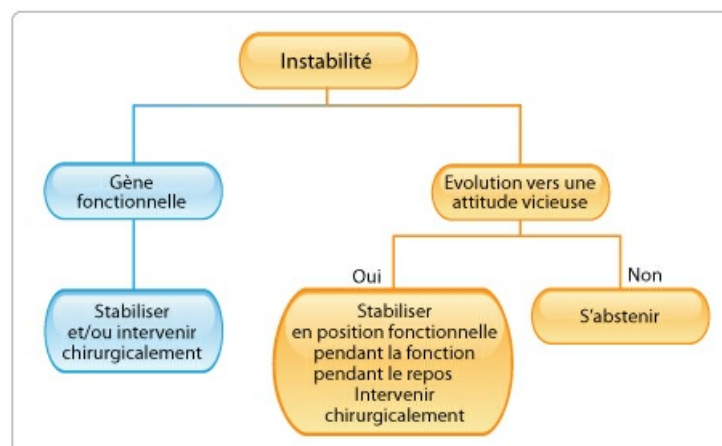 Instabilité
Gène
fonctionnelle
Evolution vers une
attitude vicieuse
Oui
Non
Stabiliser
et/ou intervenir
chirurgicalement
Stabiliser
en position fonctionnelle
pendant la fonction
pendant le repos
Intervenir
chirurgicalement
S'abstenir